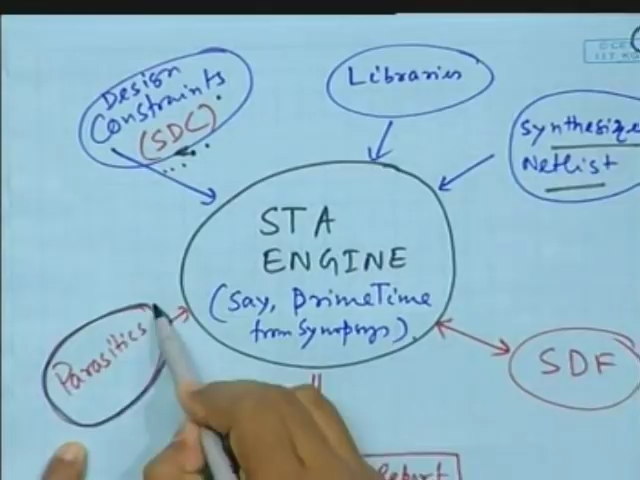 Design
Constraints
(SDC)
Libraries
Synthesize
Netlist
STA
ENGINE
(Say, PrimeTime
from Synopsys)
Parasitics
SDF
Report